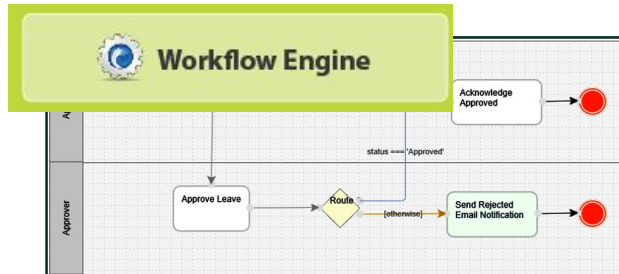 Workflow Engine
Acknowledge
Approved
status === 'Approved'
Approver
Approve Leave
Route
[otherwise]
Send Rejected
Email Notification